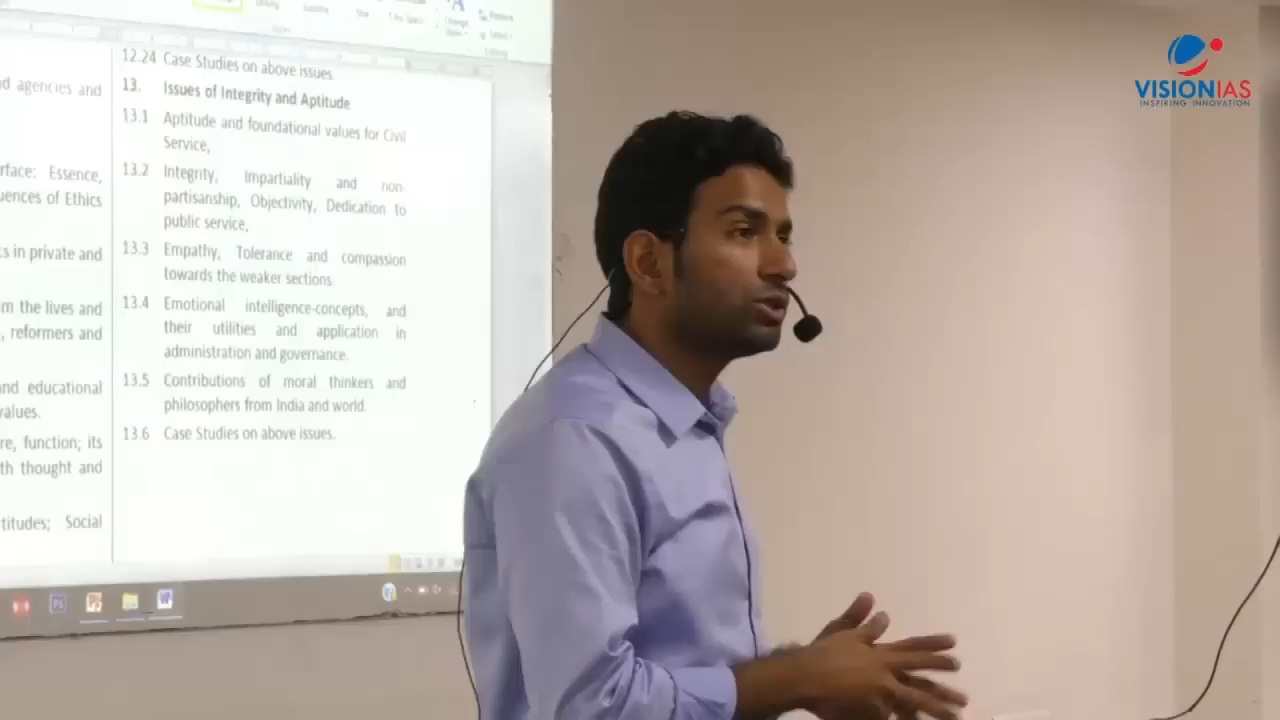 VISIONIAS
INSPIRING INNOVATION
nd agencies and
rface: Essence,
uences of Ethics
cs in private and
m the lives and
, reformers and
nd educational
values.
re, function; its
th thought and
titudes; Social
12.24 Case Studies on above issues
13. Issues of Integrity and Aptitude
13.1 Aptitude and foundational values for Civil
Service,
13.2 Integrity, Impartiality and non-
partisanship, Objectivity, Dedication to
public service,
13.3 Empathy, Tolerance and compassion
towards the weaker sections.
13.4 Emotional intelligence-concepts, and
their utilities and application in
administration and governance.
13.5 Contributions of moral thinkers and
philosophers from India and world.
13.6 Case Studies on above issues.
Ps